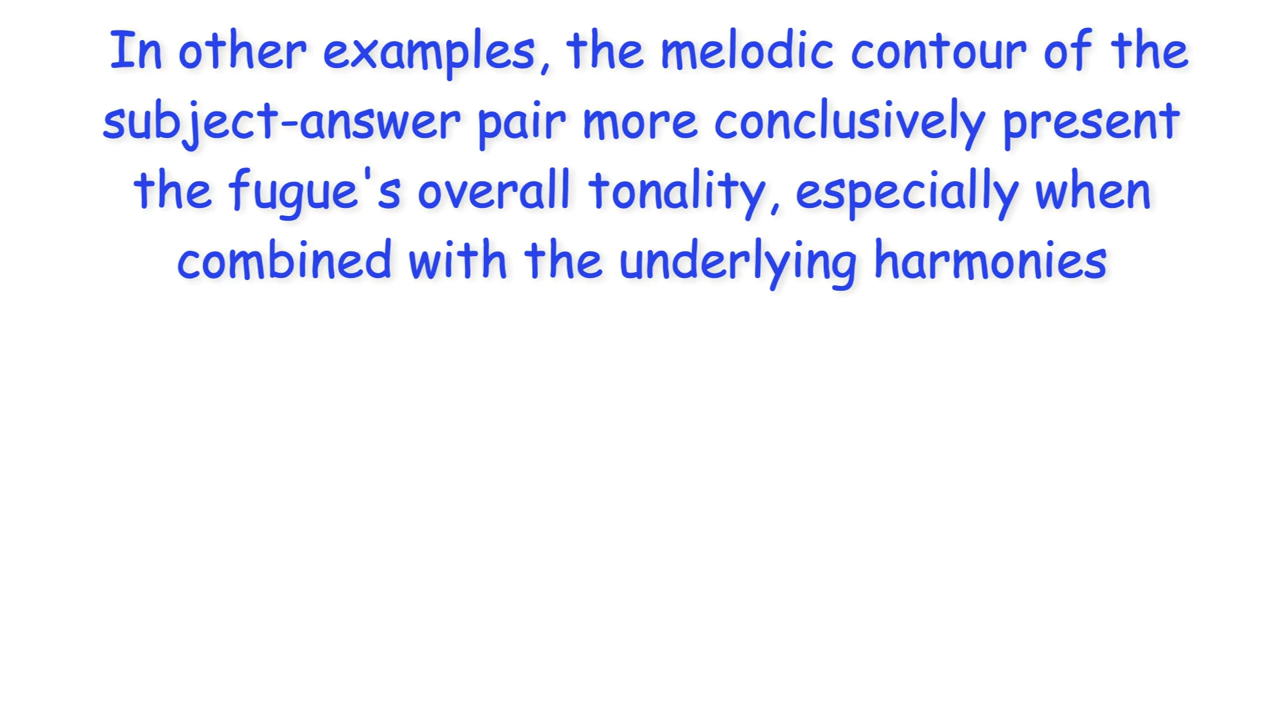 In other examples, the melodic contour of the
subject-answer pair more conclusively present
the fugue's overall tonality, especially when
combined with the underlying harmonies